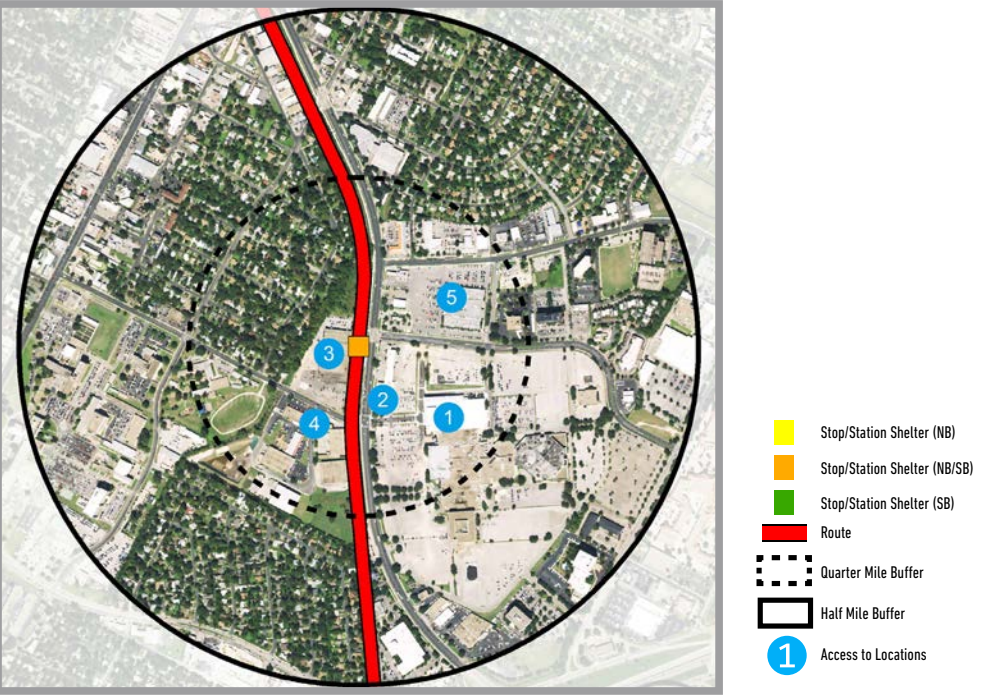 5
3
2
1
4
Stop/Station Shelter (NB)
Stop/Station Shelter (NB/SB)
Stop/Station Shelter (SB)
Route
Quarter Mile Buffer
Half Mile Buffer
1 Access to Locations